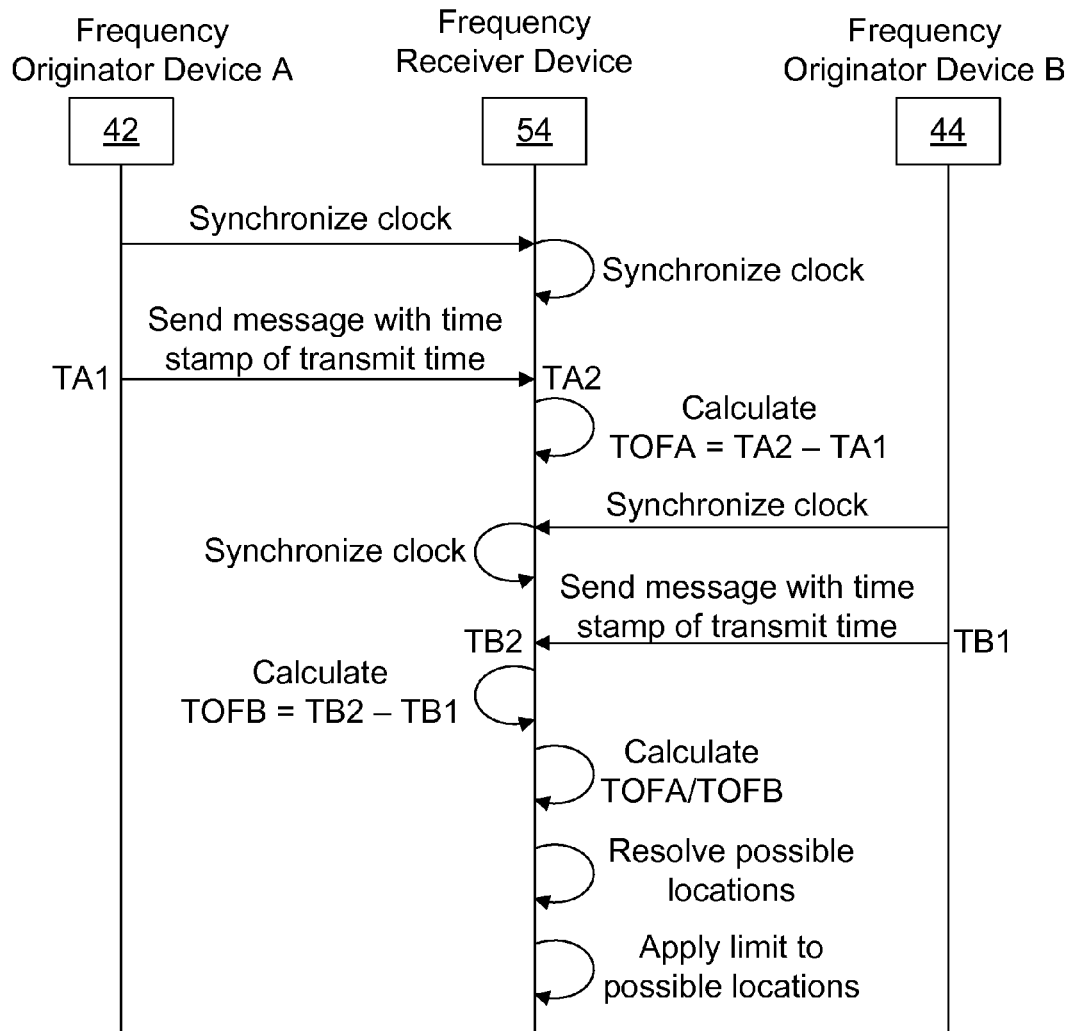 Frequency
Originator Device A
Frequency
Receiver Device
Frequency
Originator Device B
42
54
44
Synchronize clock
Synchronize clock
Send message with time
stamp of transmit time
TA1
TA2
Calculate
TOFA = TA2 – TA1
Synchronize clock
Synchronize clock
Send message with time
stamp of transmit time
TB2
TB1
Calculate
TOFB = TB2 – TB1
Calculate
TOFA/TOFB
Resolve possible
locations
Apply limit to
possible locations